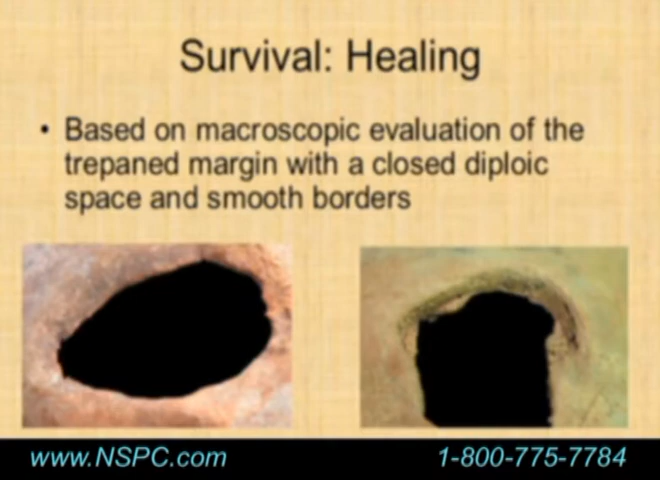 Survival: Healing
• Based on macroscopic evaluation of the
trepaned margin with a closed diploic
space and smooth borders
www.NSPC.com
1-800-775-7784